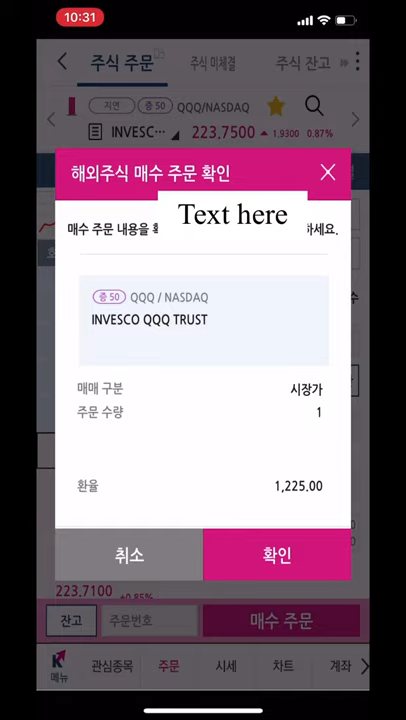 10:31
주식 주문
주식 미체결
주식 잔고
지연 증 50 QQQ/NASDAQ
INVESC··· 223.7500 1.9300 0.87%
해외주식 매수 주문 확인
매수 주문 내용을 확
Text here
하세요.
증 50 QQQ / NASDAQ
INVESCO QQQ TRUST
매매 구분 시장가
주문 수량 1
환율 1,225.00
취소 확인
223.7100 +0.85%
잔고 주문번호 매수 주문
메뉴 관심종목 주문 시세 차트 계좌